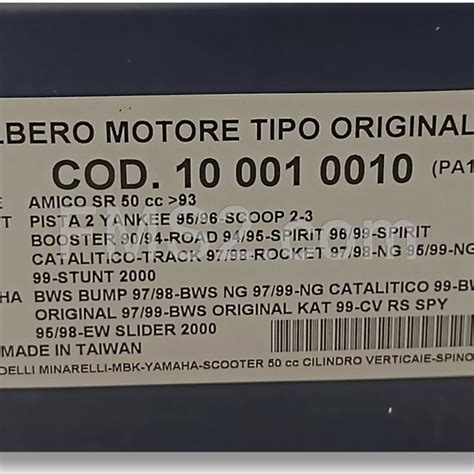 LBERO MOTORE TIPO ORIGINAL
COD. 10 001 0010 (PA1
E AMICO SR 50 cc >93
T PISTA 2 YANKEE 95/96-SCOOP 2-3
BOOSTER 90/94-ROAD 94/95-SPIRIT 96/99-SPIRIT
CATALITICO-TRACK 97/98-ROCKET 97/98-NG 95/99-NG
99-STUNT 2000
HA BWS BUMP 97/98-BWS NG 97/99-NG CATALITICO 99-B
ORIGINAL 97/99-BWS ORIGINAL KAT 99-CV RS SPY
95/98-EW SLIDER 2000
MADE IN TAIWAN
DELLI MINARELLI-MBK-YAMAHA-SCOOTER 50 cc CILINDRO VERTICAIE-SPINO